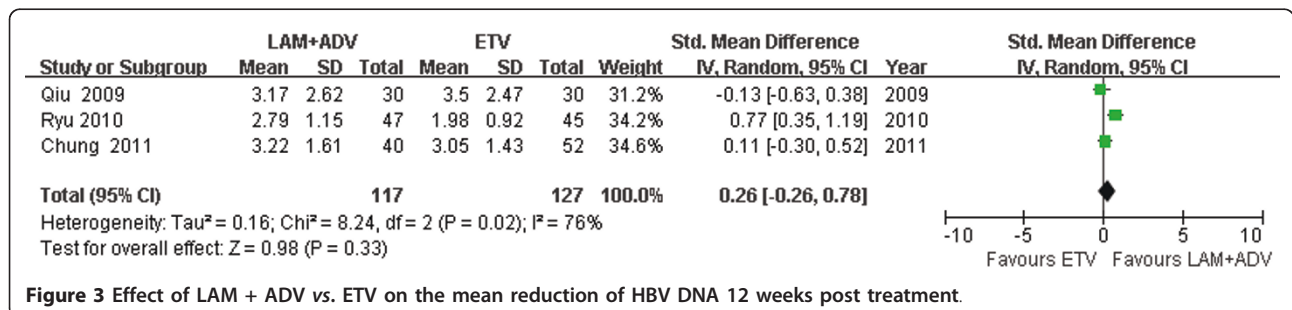 LAM+ADV ETV Std. Mean Difference Std. Mean Difference
Study or Subgroup Mean SD Total Mean SD Total Weight IV, Random, 95% CI Year IV, Random, 95% CI
Qiu 2009 3.17 2.62 30 3.5 2.47 30 31.2% -0.13 [-0.63, 0.38] 2009
Ryu 2010 2.79 1.15 47 1.98 0.92 45 34.2% 0.77 [0.35, 1.19] 2010
Chung 2011 3.22 1.61 40 3.05 1.43 52 34.6% 0.11 [-0.30, 0.52] 2011
Total (95% CI) 117 127 100.0% 0.26 [-0.26, 0.78]
Heterogeneity: Tau² = 0.16; Chi² = 8.24, df = 2 (P = 0.02); I² = 76%
Test for overall effect: Z = 0.98 (P = 0.33)
-10 -5 0 5 10
Favours ETV Favours LAM+ADV
Figure 3 Effect of LAM + ADV vs. ETV on the mean reduction of HBV DNA 12 weeks post treatment.